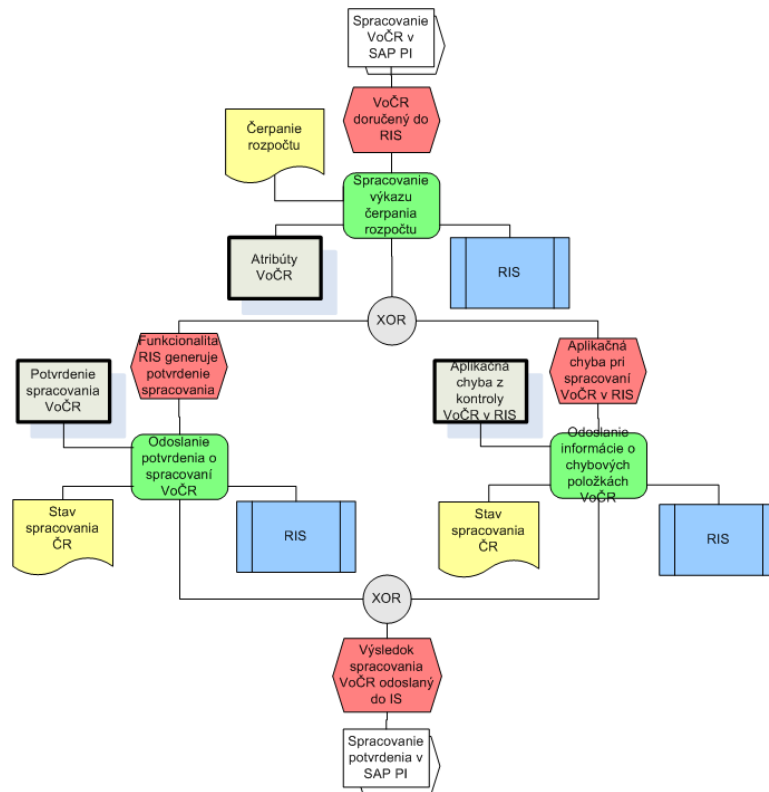 Spracovanie
VoČR v
SAP PI
VoČR
doručený do
RIS
Čerpanie
rozpočtu
Spracovanie
výkazu
čerpania
rozpočtu
Atribúty
VoČR
RIS
XOR
Funkcionalita
RIS generuje
potvrdenie
spracovania
Aplikačná
chyba pri
spracovaní
VoČR v RIS
Potvrdenie
spracovania
VoČR
Aplikačná
chyba z
kontroly
VoČR v RIS
Odoslanie
potvrdenia o
spracovaní
VoČR
Odoslanie
informácie o
chybových
položkách
VoČR
Stav
spracovania
ČR
RIS
Stav
spracovania
ČR
RIS
XOR
Výsledok
spracovania
VoČR odoslaný
do IS
Spracovanie
potvrdenia v
SAP PI